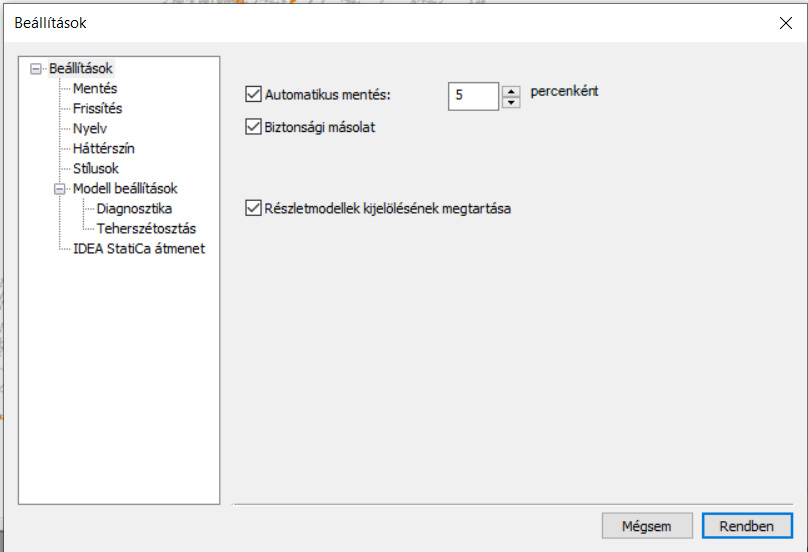 Beállítások
Beállítások
Mentés
Frissítés
Nyelv
Háttérszín
Stílusok
Modell beállítások
Diagnosztika
Teherszétosztás
IDEA StatiCa átmenet
Automatikus mentés: 5 percenként
Biztonsági másolat
Részletmodellek kijelölésének megtartása
Mégsem Rendben